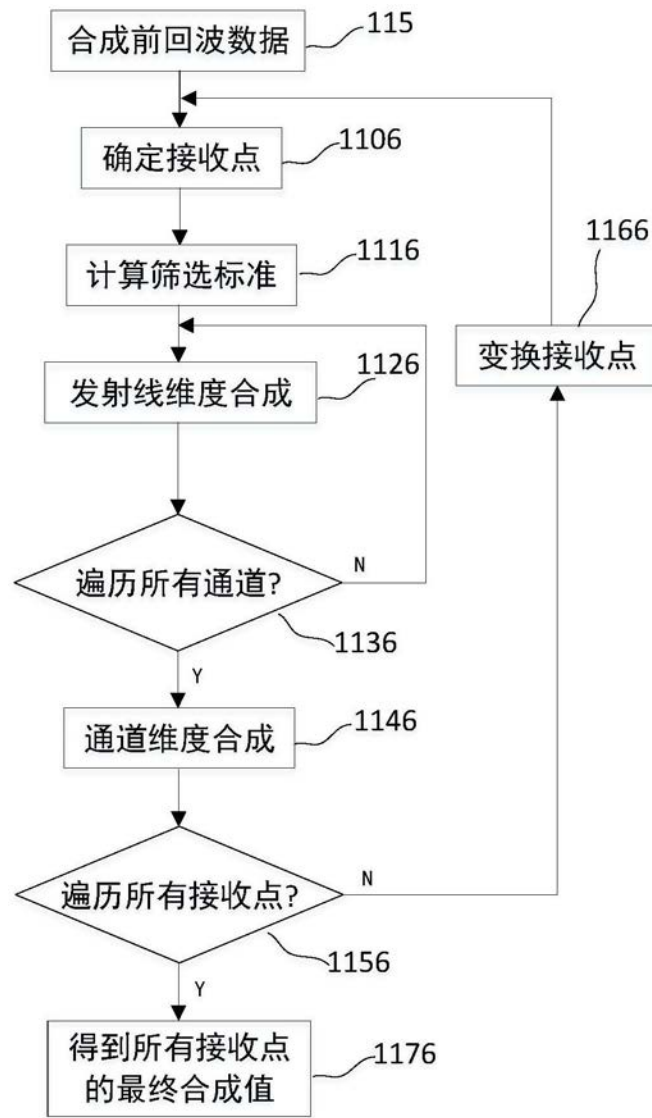 合成前回波数据
115
确定接收点
1106
计算筛选标准
1116
1166
变换接收点
发射线维度合成
1126
遍历所有通道?
N
1136
Y
通道维度合成
1146
遍历所有接收点?
N
1156
Y
得到所有接收点
的最终合成值
1176